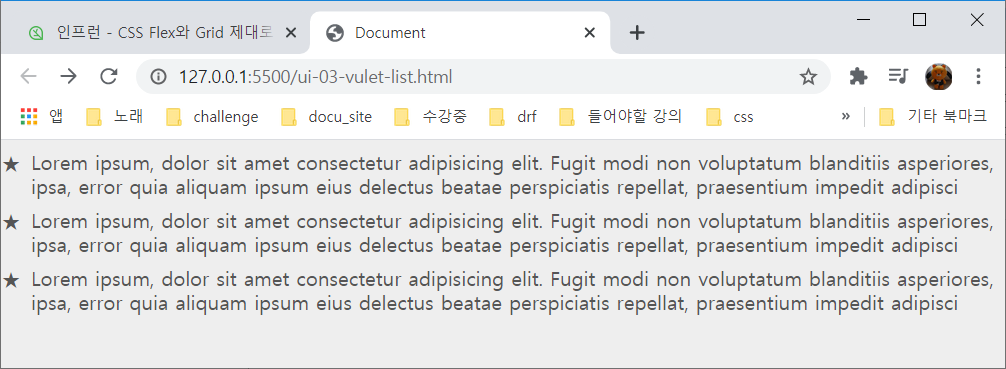 인프런 - CSS Flex와 Grid 제대로
Document
127.0.0.1:5500/ui-03-vulet-list.html
앱 노래 challenge docu_site 수강중 drf 들어야할 강의 css » 기타 북마크
★ Lorem ipsum, dolor sit amet consectetur adipisicing elit. Fugit modi non voluptatum blanditiis asperiores,
ipsa, error quia aliquam ipsum eius delectus beatae perspiciatis repellat, praesentium impedit adipisci
★ Lorem ipsum, dolor sit amet consectetur adipisicing elit. Fugit modi non voluptatum blanditiis asperiores,
ipsa, error quia aliquam ipsum eius delectus beatae perspiciatis repellat, praesentium impedit adipisci
★ Lorem ipsum, dolor sit amet consectetur adipisicing elit. Fugit modi non voluptatum blanditiis asperiores,
ipsa, error quia aliquam ipsum eius delectus beatae perspiciatis repellat, praesentium impedit adipisci